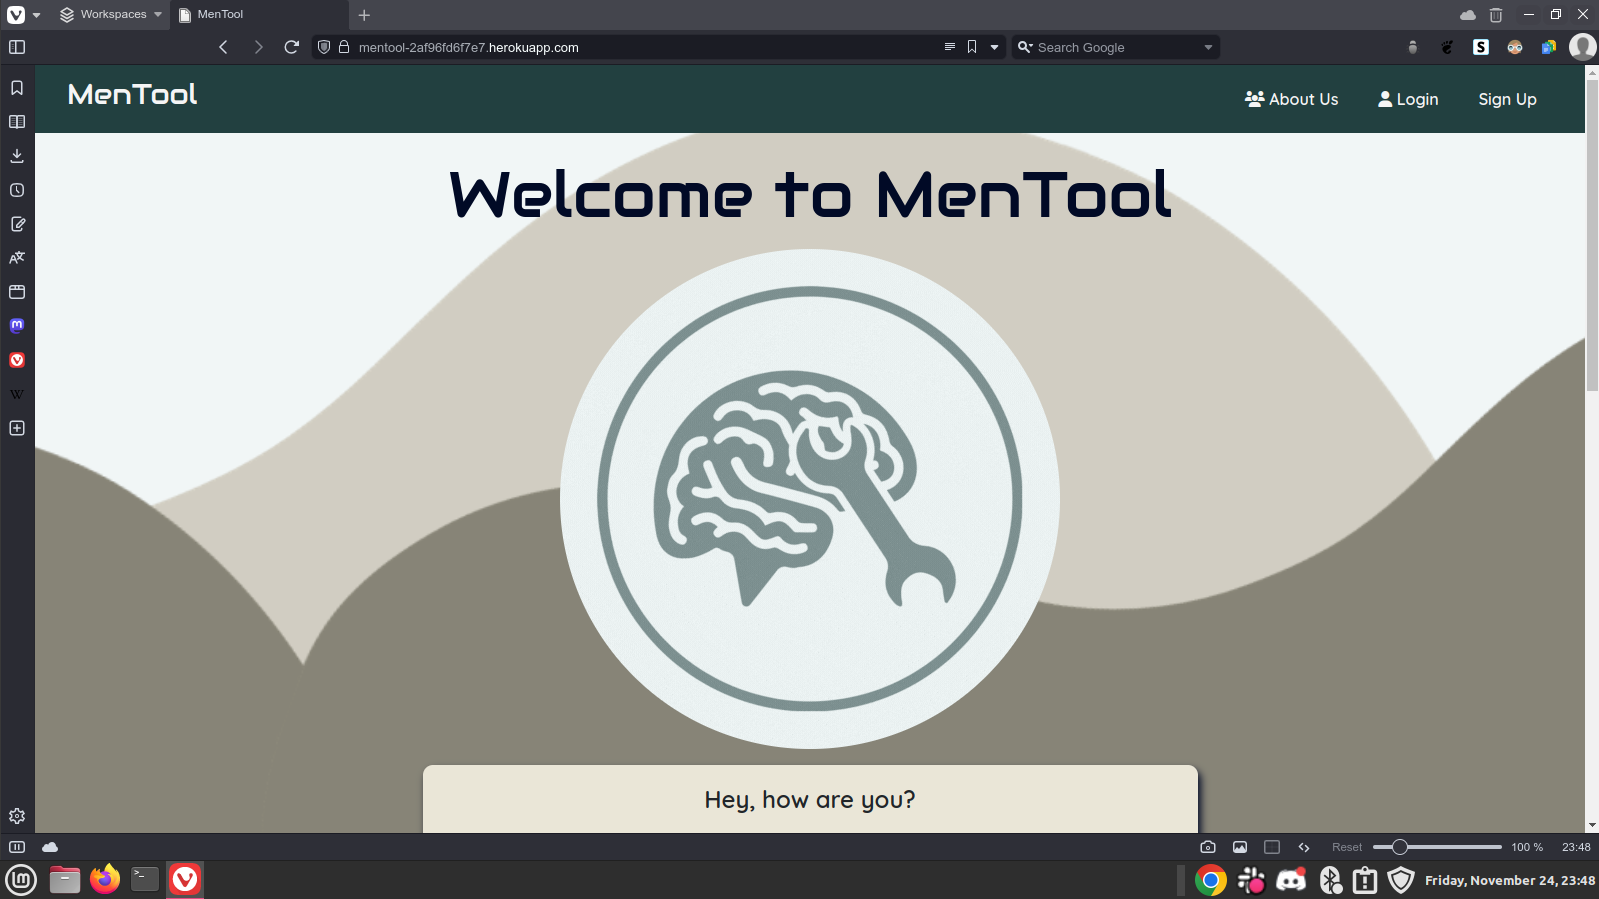 Workspaces
MenTool
mentool-2af96fd6f7e7.herokuapp.com
Search Google
MenTool
About Us
Login
Sign Up
Welcome to MenTool
Hey, how are you?
Reset
100 %
23:48
Friday, November 24, 23:48